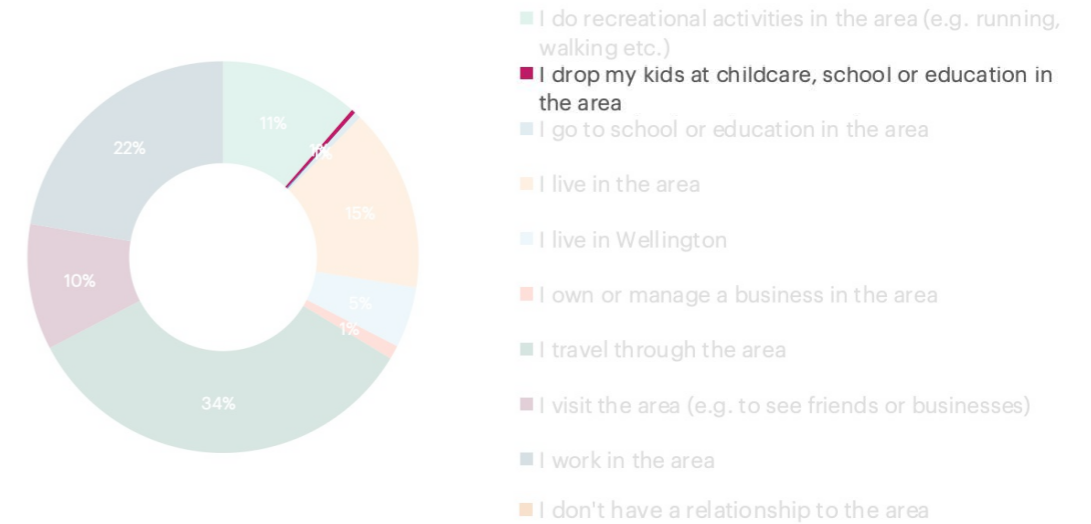 I do recreational activities in the area (e.g. running,
walking etc.)
I drop my kids at childcare, school or education in
the area
I go to school or education in the area
I live in the area
I live in Wellington
I own or manage a business in the area
I travel through the area
I visit the area (e.g. to see friends or businesses)
I work in the area
I don't have a relationship to the area
11%
22%
15%
10%
5%
1%
34%